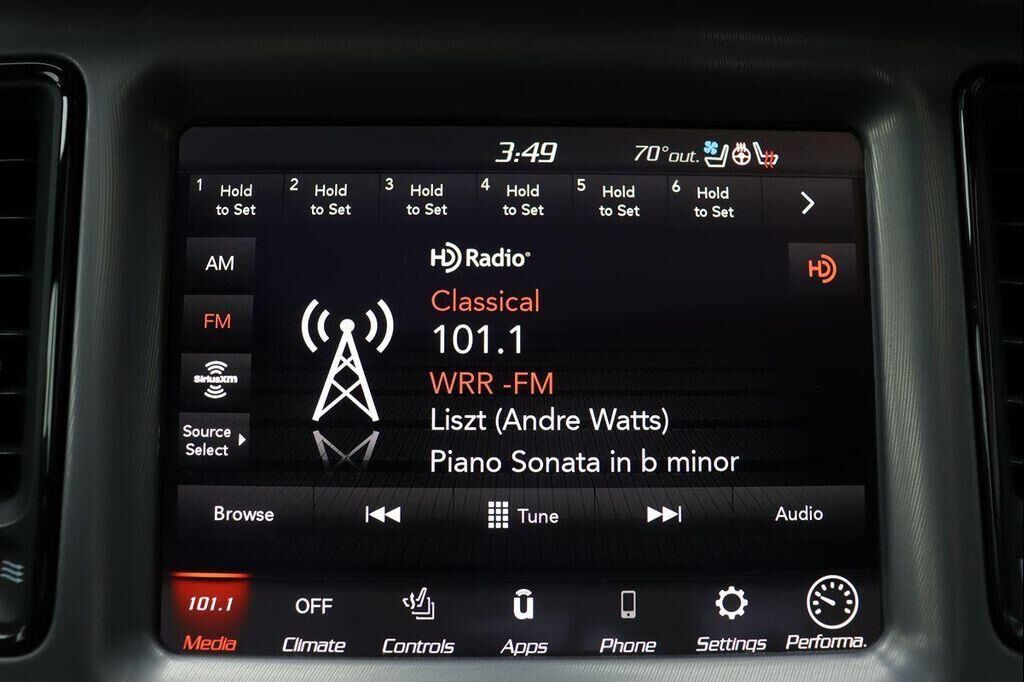 3:49
70°out.
1 Hold to Set
2 Hold to Set
3 Hold to Set
4 Hold to Set
5 Hold to Set
6 Hold to Set
AM
HD Radio
HD
FM
Classical
101.1
SiriusXM
WRR -FM
Liszt (Andre Watts)
Source
Select
Piano Sonata in b minor
Browse
Tune
Audio
101.1
OFF
Media
Climate
Controls
Apps
Phone
Settings
Performa.